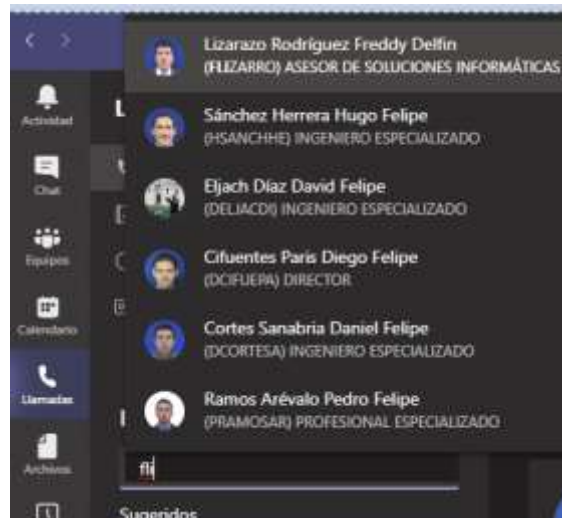 Lizarazo Rodríguez Freddy Delfin
(FLIZARRO) ASESOR DE SOLUCIONES INFORMÁTICAS
Actividad
L
Sánchez Herrera Hugo Felipe
(HSANCHHE) INGENIERO ESPECIALIZADO
Chat
Eljach Díaz David Felipe
(DELJACDI) INGENIERO ESPECIALIZADO
Equipos
Cifuentes Paris Diego Felipe
(DCIFUEPA) DIRECTOR
Calendario
Cortes Sanabria Daniel Felipe
(DCORTESA) INGENIERO ESPECIALIZADO
Llamadas
Ramos Arévalo Pedro Felipe
(PRAMOSAR) PROFESIONAL ESPECIALIZADO
Archivos
fli
Sugeridos